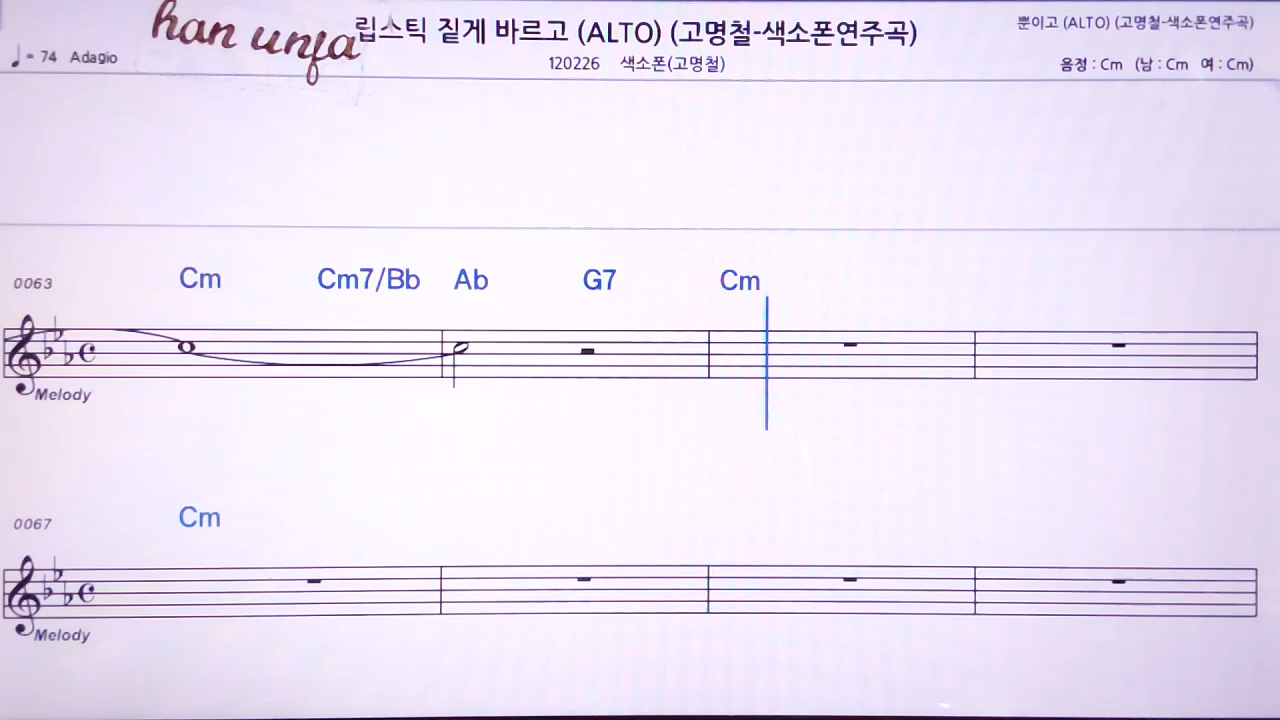 han unfa
립스틱 짙게 바르고 (ALTO) (고명철-색소폰연주곡)
뿐이고 (ALTO) (고명철-색소폰연주곡)
♩ = 74 Adagio
120226 색소폰(고명철)
음정 : Cm (남 : Cm 여 : Cm)
0063 Cm Cm7/Bb Ab G7 Cm
Melody
0067 Cm
Melody